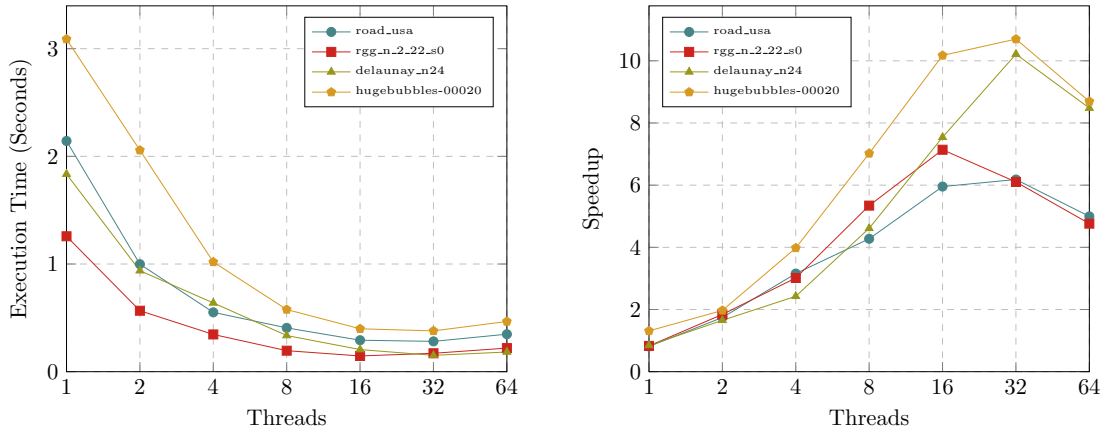 3
2
1
0
Execution Time (Seconds)
1 2 4 8 16 32 64
Threads
road_usa
rgg_n_2_22_s0
delaunay_n24
hugebubbles-00020
10
8
6
4
2
0
Speedup
1 2 4 8 16 32 64
Threads
road_usa
rgg_n_2_22_s0
delaunay_n24
hugebubbles-00020